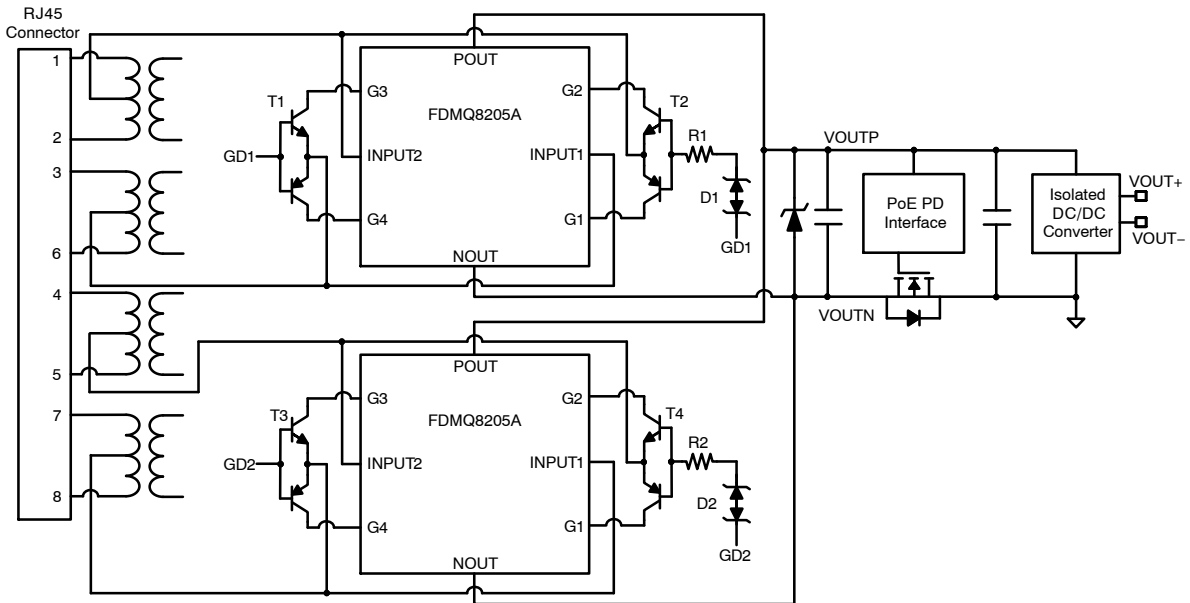 RJ45
Connector
1
2
3
6
4
5
7
8
POUT
G3
G2
T1
T2
FDMQ8205A
R1
GD1
INPUT2
INPUT1
D1
G4
G1
NOUT
GD1
VOUTP
PoE PD
Interface
Isolated
DC/DC
Converter
VOUT+
VOUT−
VOUTN
POUT
G3
G2
T3
T4
FDMQ8205A
R2
GD2
INPUT2
INPUT1
D2
G4
G1
NOUT
GD2